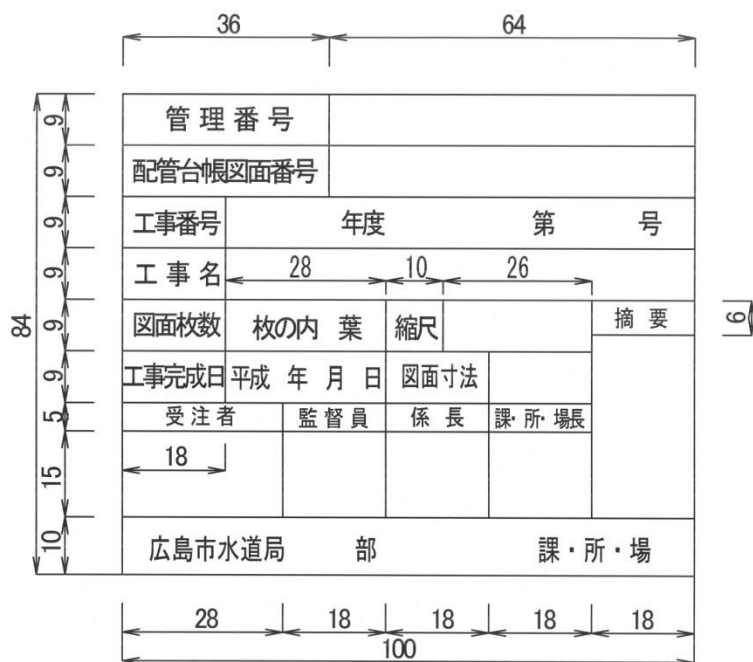 36 64
9 管理番号
9 配管台帳図面番号
9 工事番号 年度 第 号
9 工事名 28 10 26
84
9 図面枚数 枚の内 葉 縮尺 摘要 6
9 工事完成日 平成 年 月 日 図面寸法
5 受注者 監督員 係長 課・所・場長
15 18
10 広島市水道局 部 課・所・場
28 18 18 18 18
100